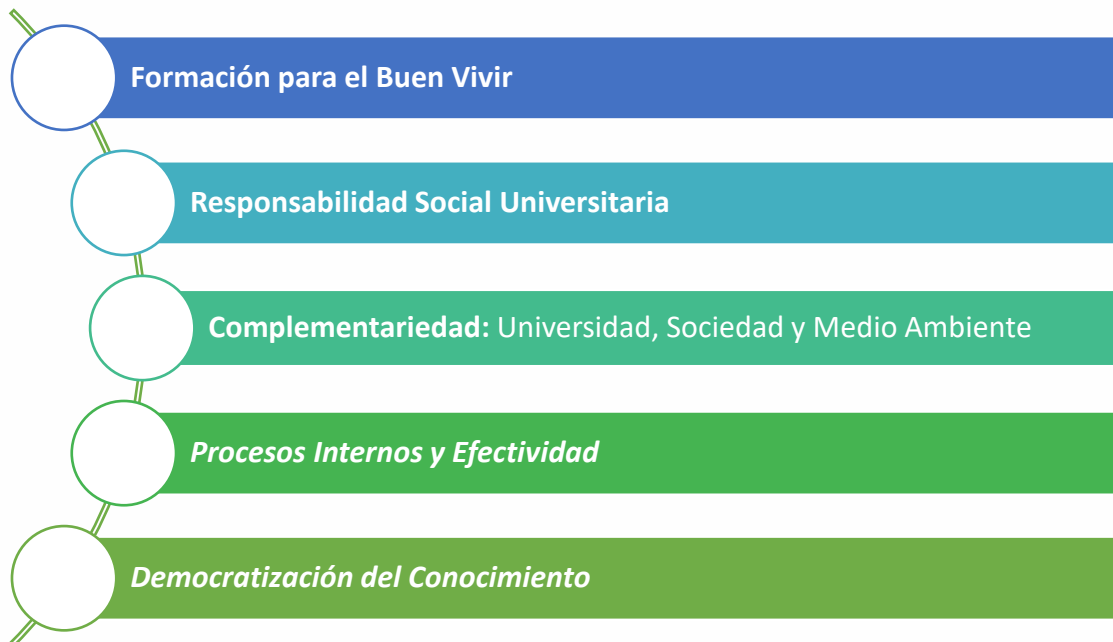 Formación para el Buen Vivir
Responsabilidad Social Universitaria
Complementariedad: Universidad, Sociedad y Medio Ambiente
Procesos Internos y Efectividad
Democratización del Conocimiento